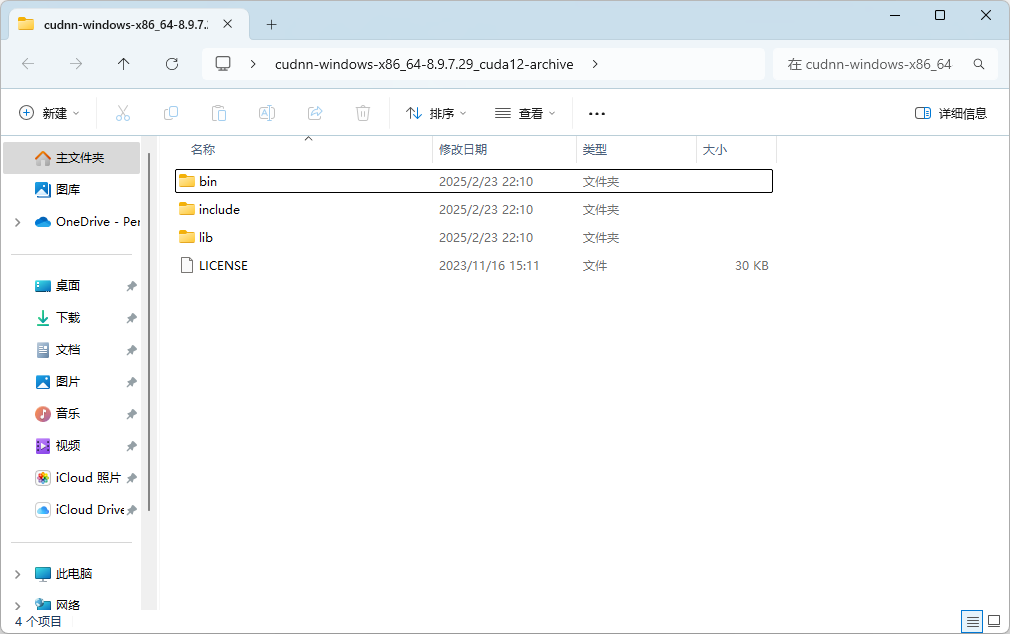 cudnn-windows-x86_64-8.9.7.2
cudnn-windows-x86_64-8.9.7.29_cuda12-archive
在 cudnn-windows-x86_64
新建
排序
查看
详细信息
名称 修改日期 类型 大小
主文件夹
图库
OneDrive - Per
桌面
下载
文档
图片
音乐
视频
iCloud 照片
iCloud Drive
此电脑
网络
bin 2025/2/23 22:10 文件夹
include 2025/2/23 22:10 文件夹
lib 2025/2/23 22:10 文件夹
LICENSE 2023/11/16 15:11 文件 30 KB
4 个项目